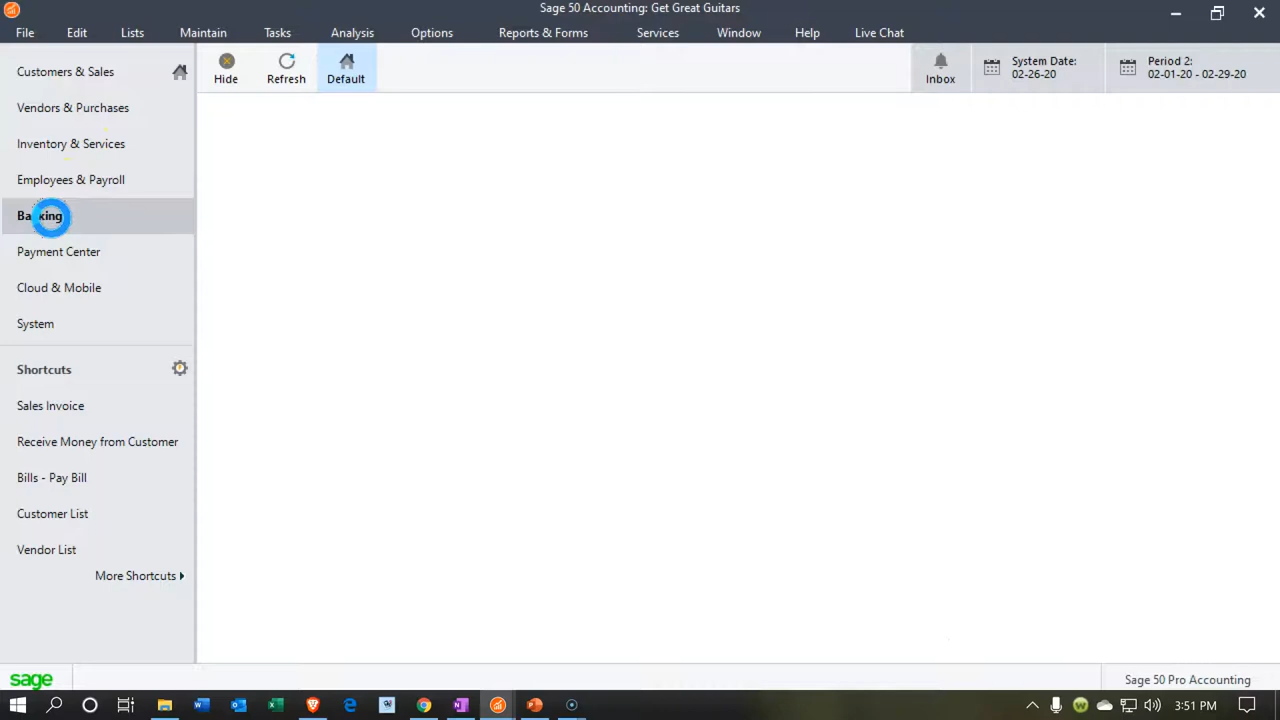 Sage 50 Accounting: Get Great Guitars
File Edit Lists Maintain Tasks Analysis Options Reports & Forms Services Window Help Live Chat
Customers & Sales
Vendors & Purchases
Inventory & Services
Employees & Payroll
Banking
Payment Center
Cloud & Mobile
System
Shortcuts
Sales Invoice
Receive Money from Customer
Bills - Pay Bill
Customer List
Vendor List
More Shortcuts
Hide Refresh Default
Inbox
System Date:
02-26-20
Period 2:
02-01-20 - 02-29-20
sage
Sage 50 Pro Accounting
3:51 PM